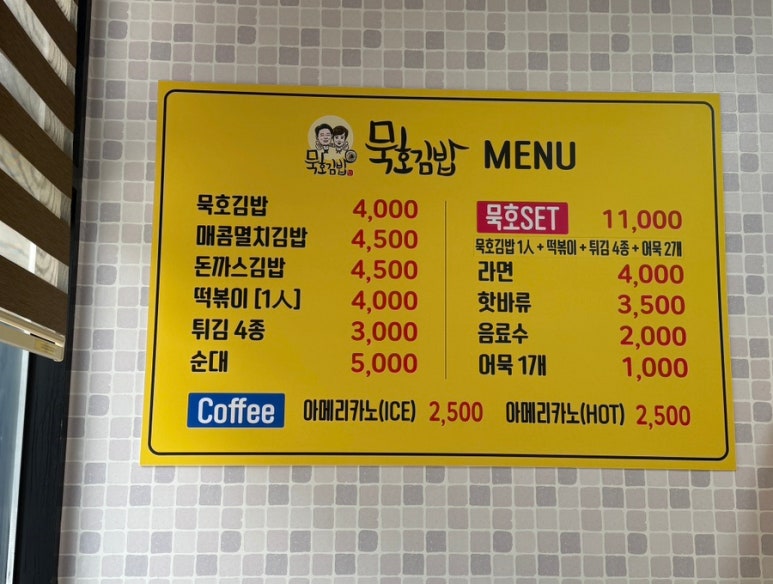 묵호김밥 묵호김밥 MENU
묵호김밥 4,000
매콤멸치김밥 4,500
돈까스김밥 4,500
떡볶이 [1人] 4,000
튀김 4종 3,000
순대 5,000
묵호SET 11,000
묵호김밥 1人 + 떡볶이 + 튀김 4종 + 어묵 2개
라면 4,000
핫바류 3,500
음료수 2,000
어묵 1개 1,000
Coffee 아메리카노(ICE) 2,500 아메리카노(HOT) 2,500